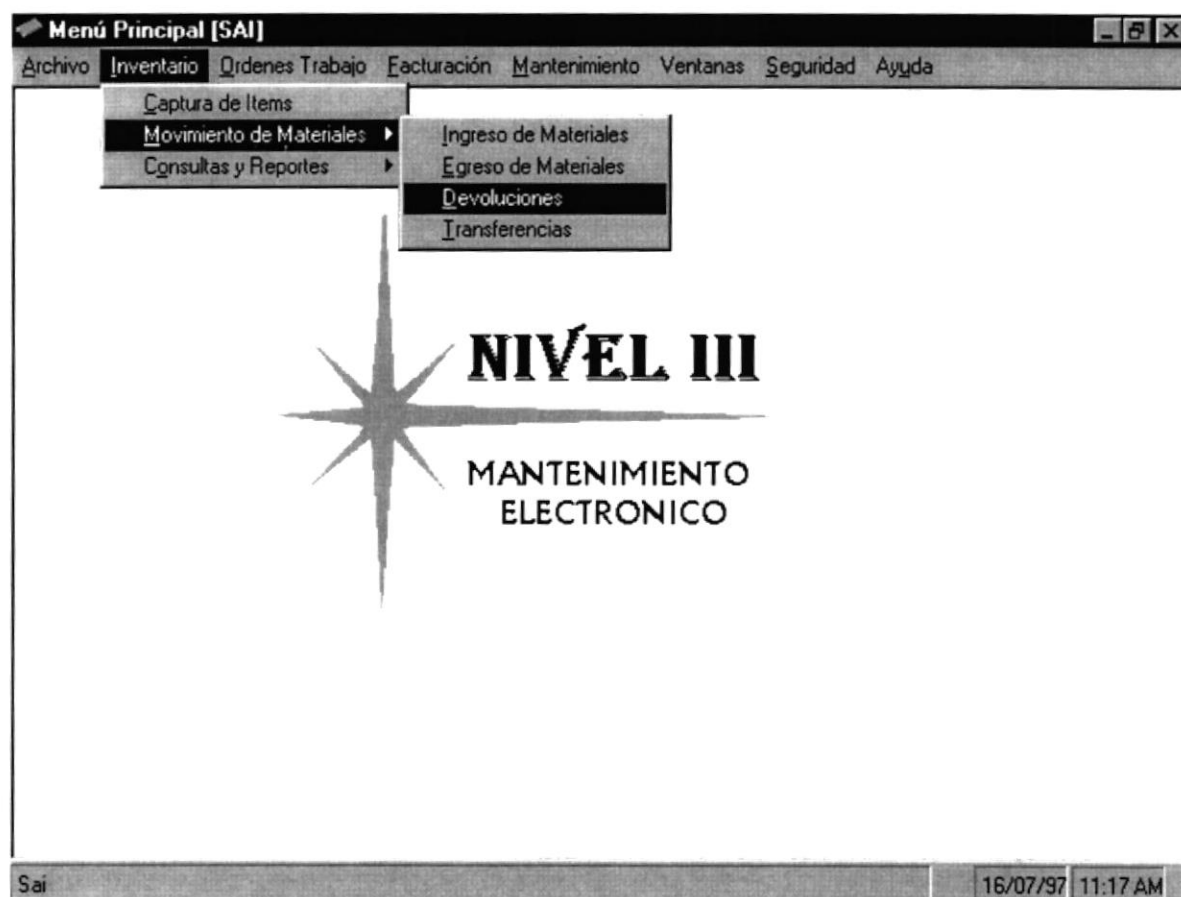 Menú Principal [SAI]
Archivo Inventario Ordenes Trabajo Facturación Mantenimiento Ventanas Seguridad Ayuda
Captura de Items
Movimiento de Materiales
Consultas y Reportes
Ingreso de Materiales
Egreso de Materiales
Devoluciones
Transferencias
NIVEL III
MANTENIMIENTO
ELECTRONICO
Sai 16/07/97 11:17 AM